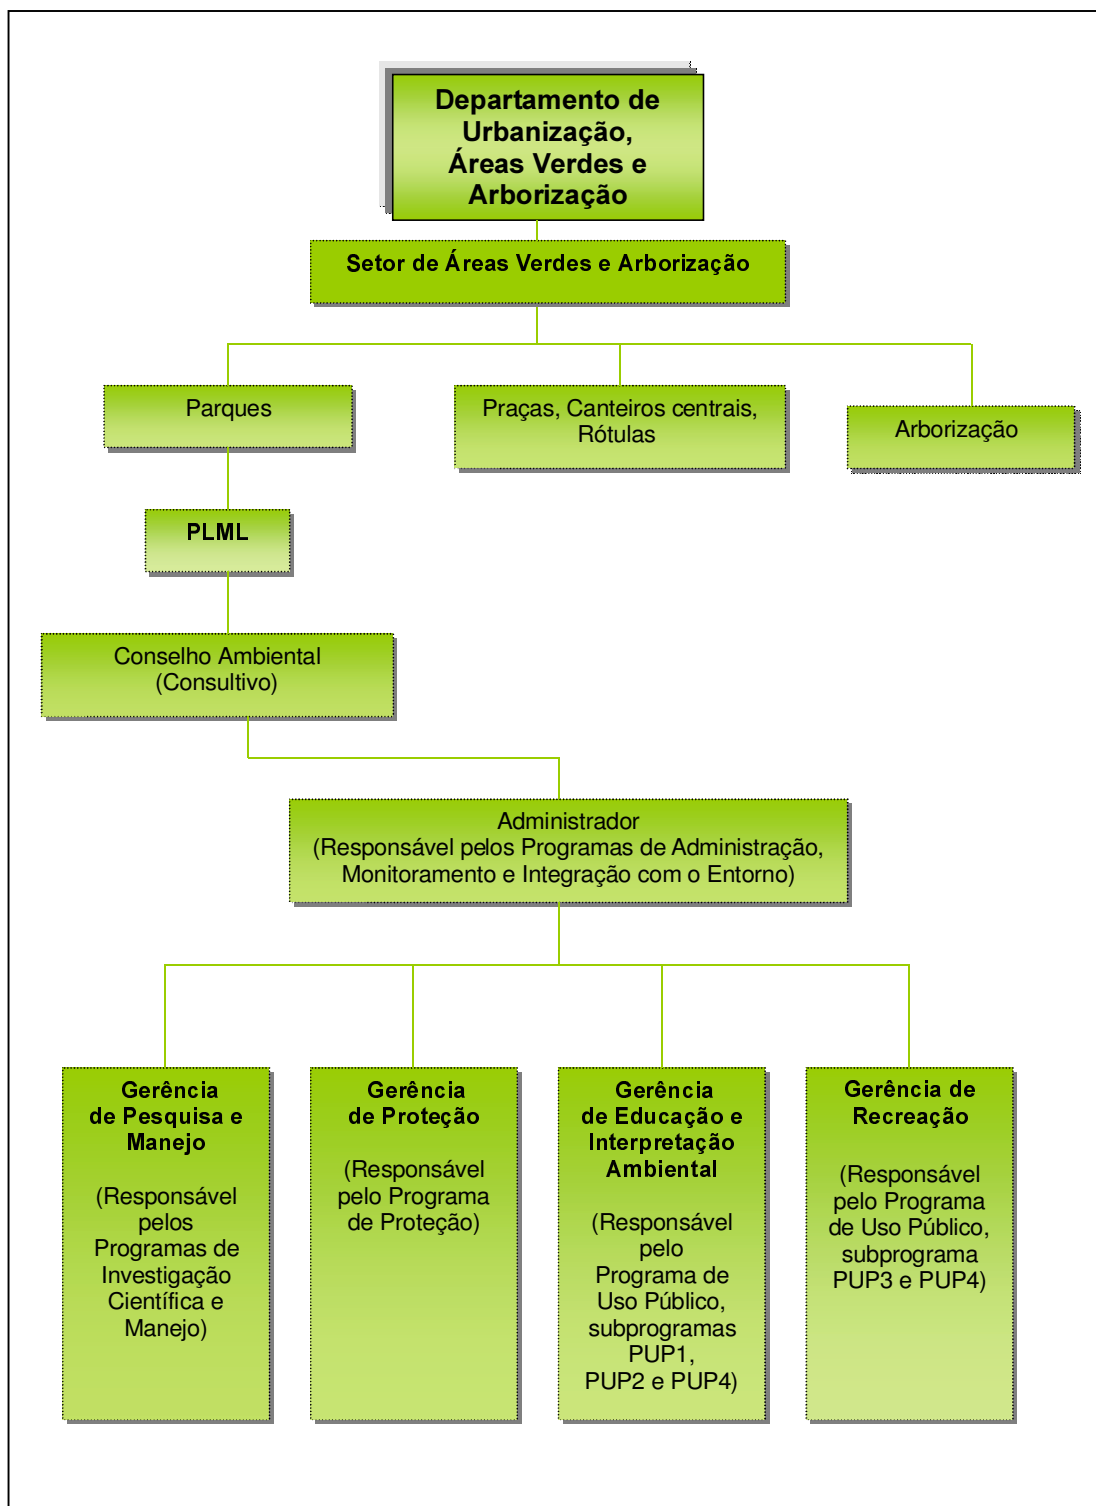 Departamento de
Urbanização,
Áreas Verdes e
Arborização
Setor de Áreas Verdes e Arborização
Parques
Praças, Canteiros centrais,
Rótulas
Arborização
PLML
Conselho Ambiental
(Consultivo)
Administrador
(Responsável pelos Programas de Administração,
Monitoramento e Integração com o Entorno)
Gerência
de Pesquisa e
Manejo
(Responsável
pelos
Programas de
Investigação
Científica e
Manejo)
Gerência
de Proteção
(Responsável
pelo Programa
de Proteção)
Gerência
de Educação e
Interpretação
Ambiental
(Responsável
pelo
Programa de
Uso Público,
subprogramas
PUP1,
PUP2 e PUP4)
Gerência de
Recreação
(Responsável
pelo Programa
de Uso Público,
subprograma
PUP3 e PUP4)